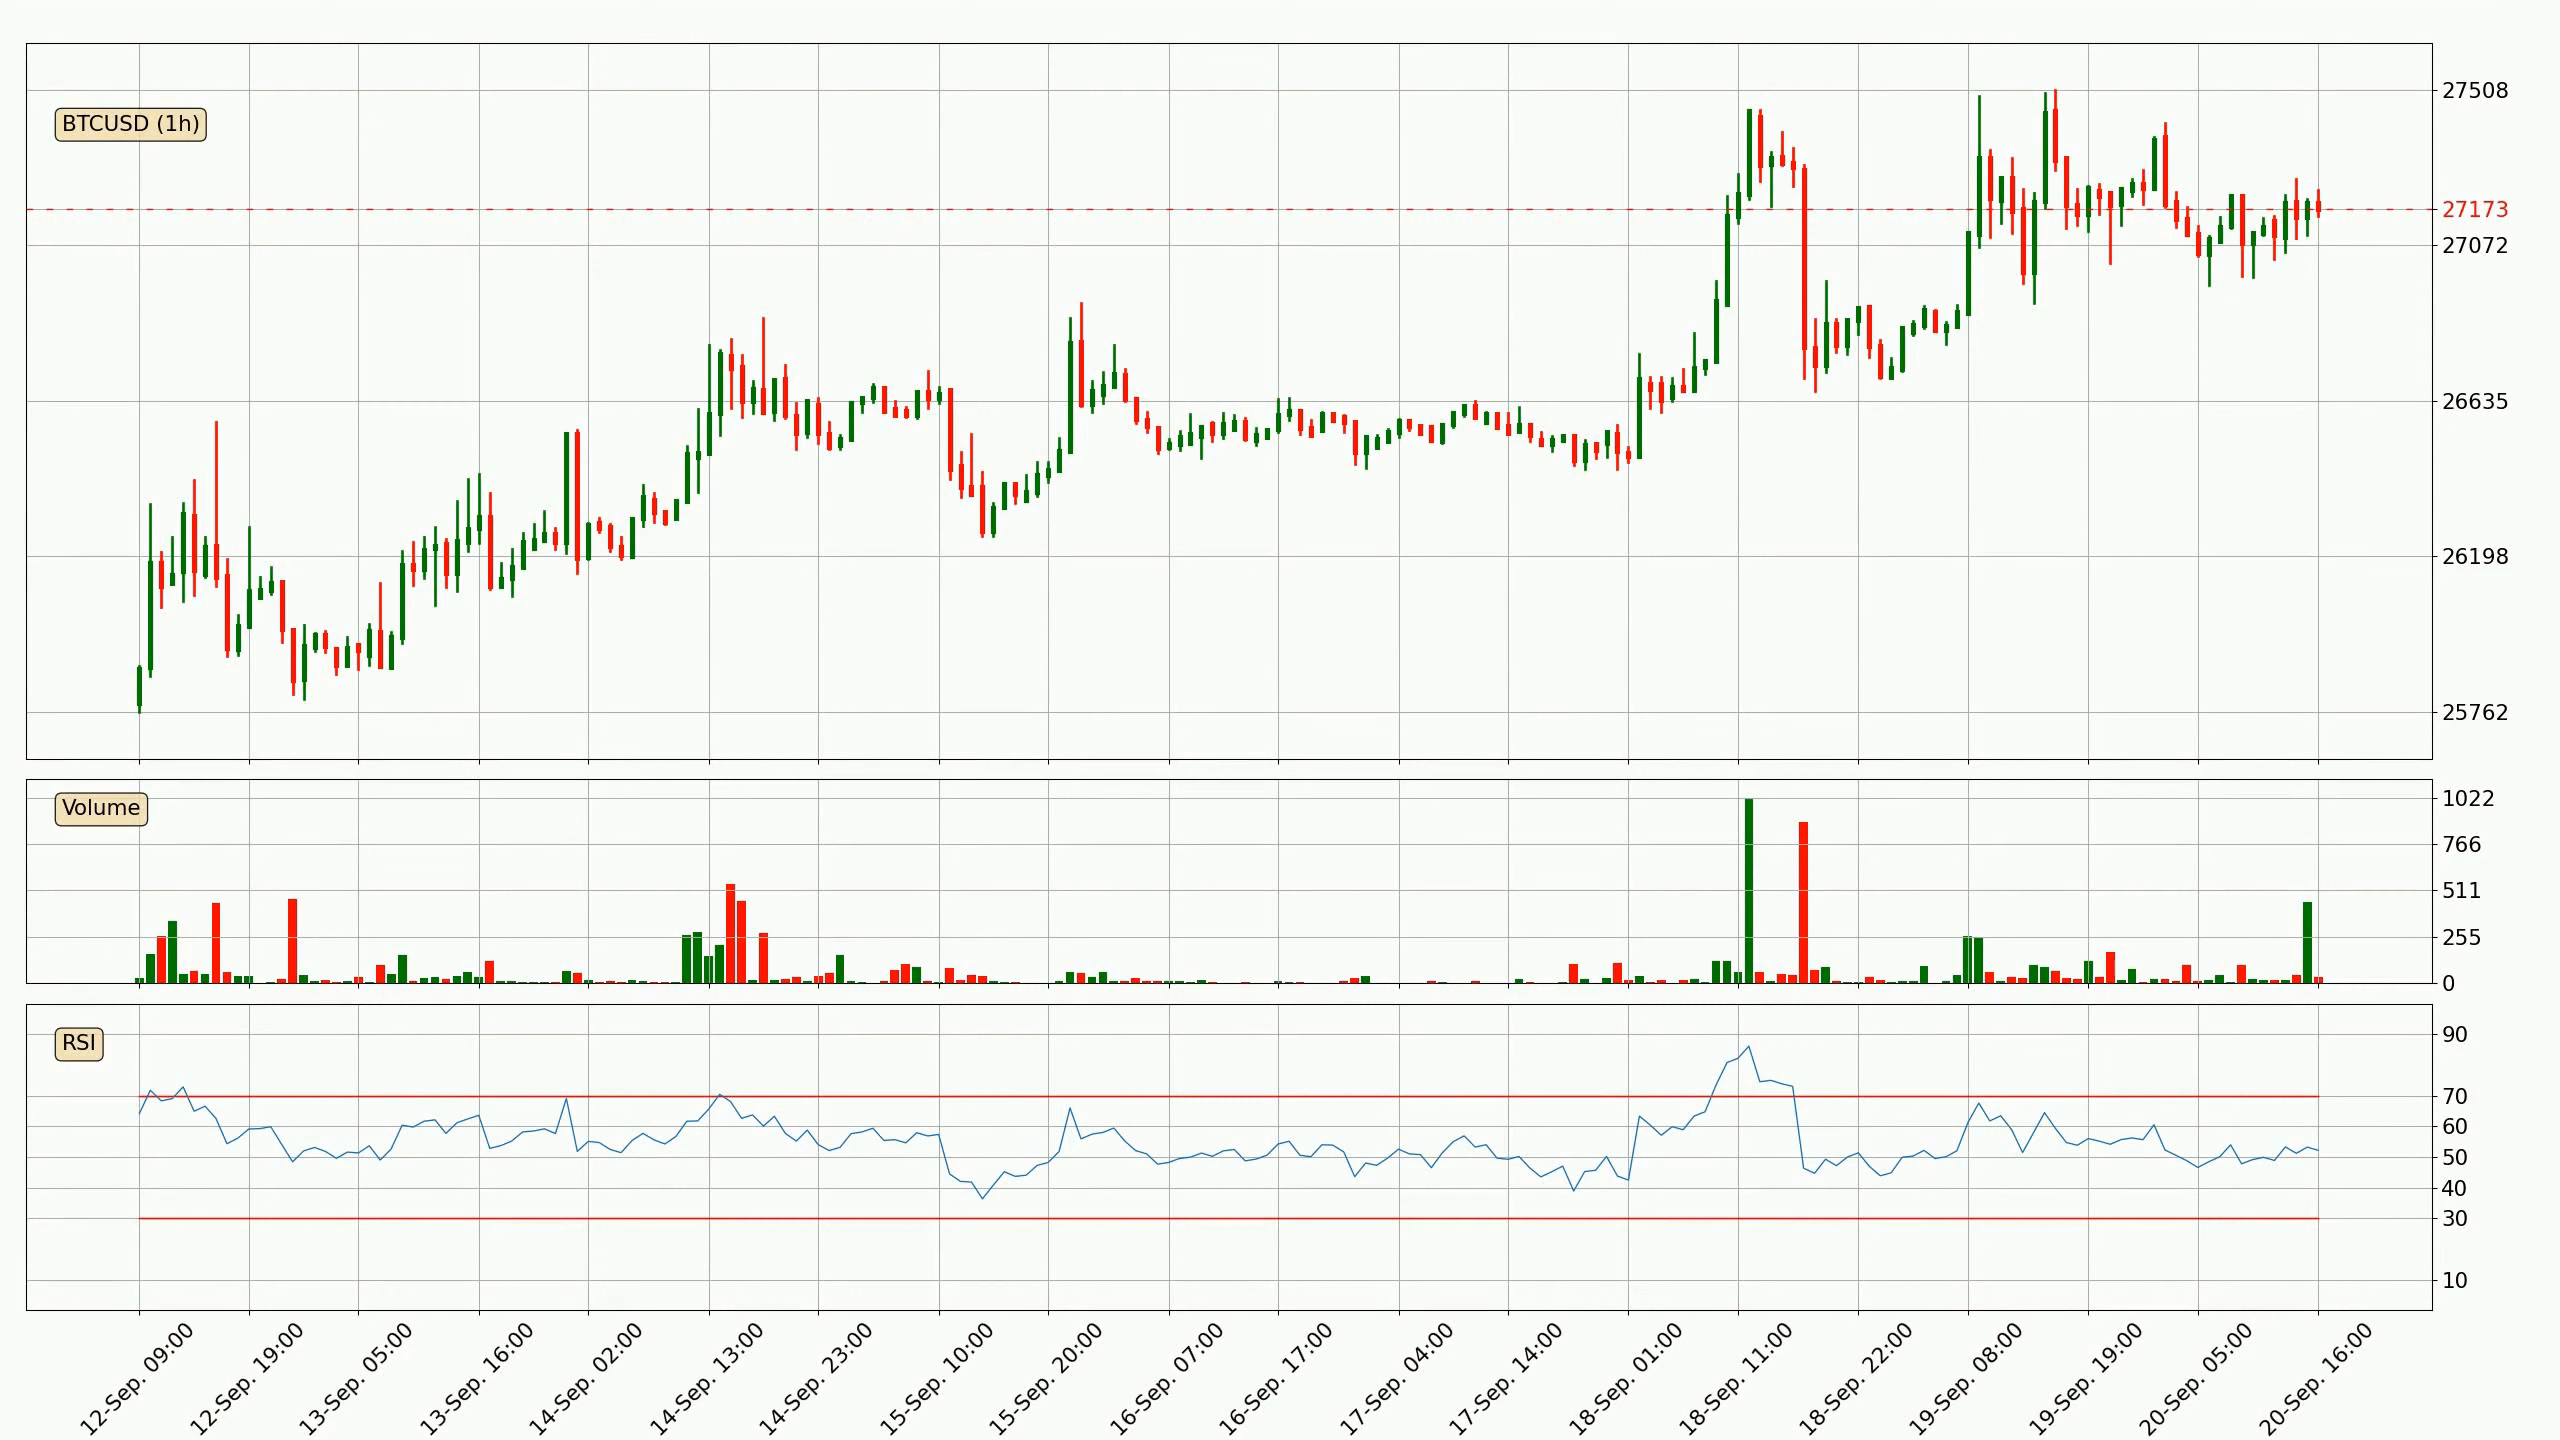 BTCUSD (1h)
27508
27173
27072
26635
26198
25762
Volume
1022
766
511
255
0
RSI
90
70
60
50
40
30
10
12-Sep. 09:00
12-Sep. 19:00
13-Sep. 05:00
13-Sep. 16:00
14-Sep. 02:00
14-Sep. 13:00
14-Sep. 23:00
15-Sep. 10:00
15-Sep. 20:00
16-Sep. 07:00
16-Sep. 17:00
17-Sep. 04:00
17-Sep. 14:00
18-Sep. 01:00
18-Sep. 11:00
18-Sep. 22:00
19-Sep. 08:00
19-Sep. 19:00
20-Sep. 05:00
20-Sep. 16:00